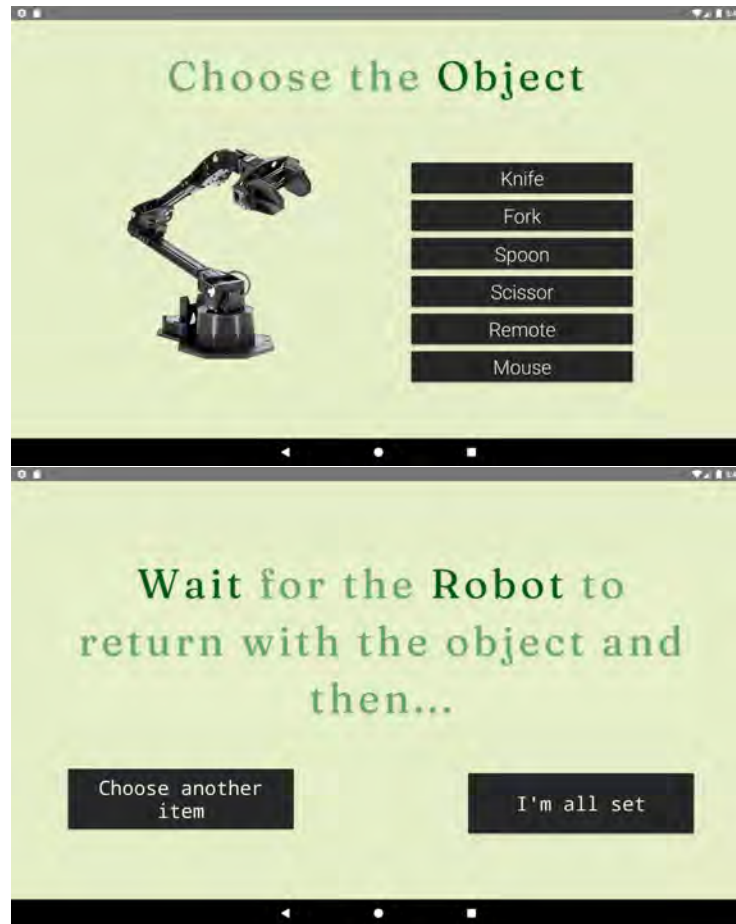 Choose the Object
Knife
Fork
Spoon
Scissor
Remote
Mouse
Wait for the Robot to
return with the object and
then...
Choose another
item
I'm all set